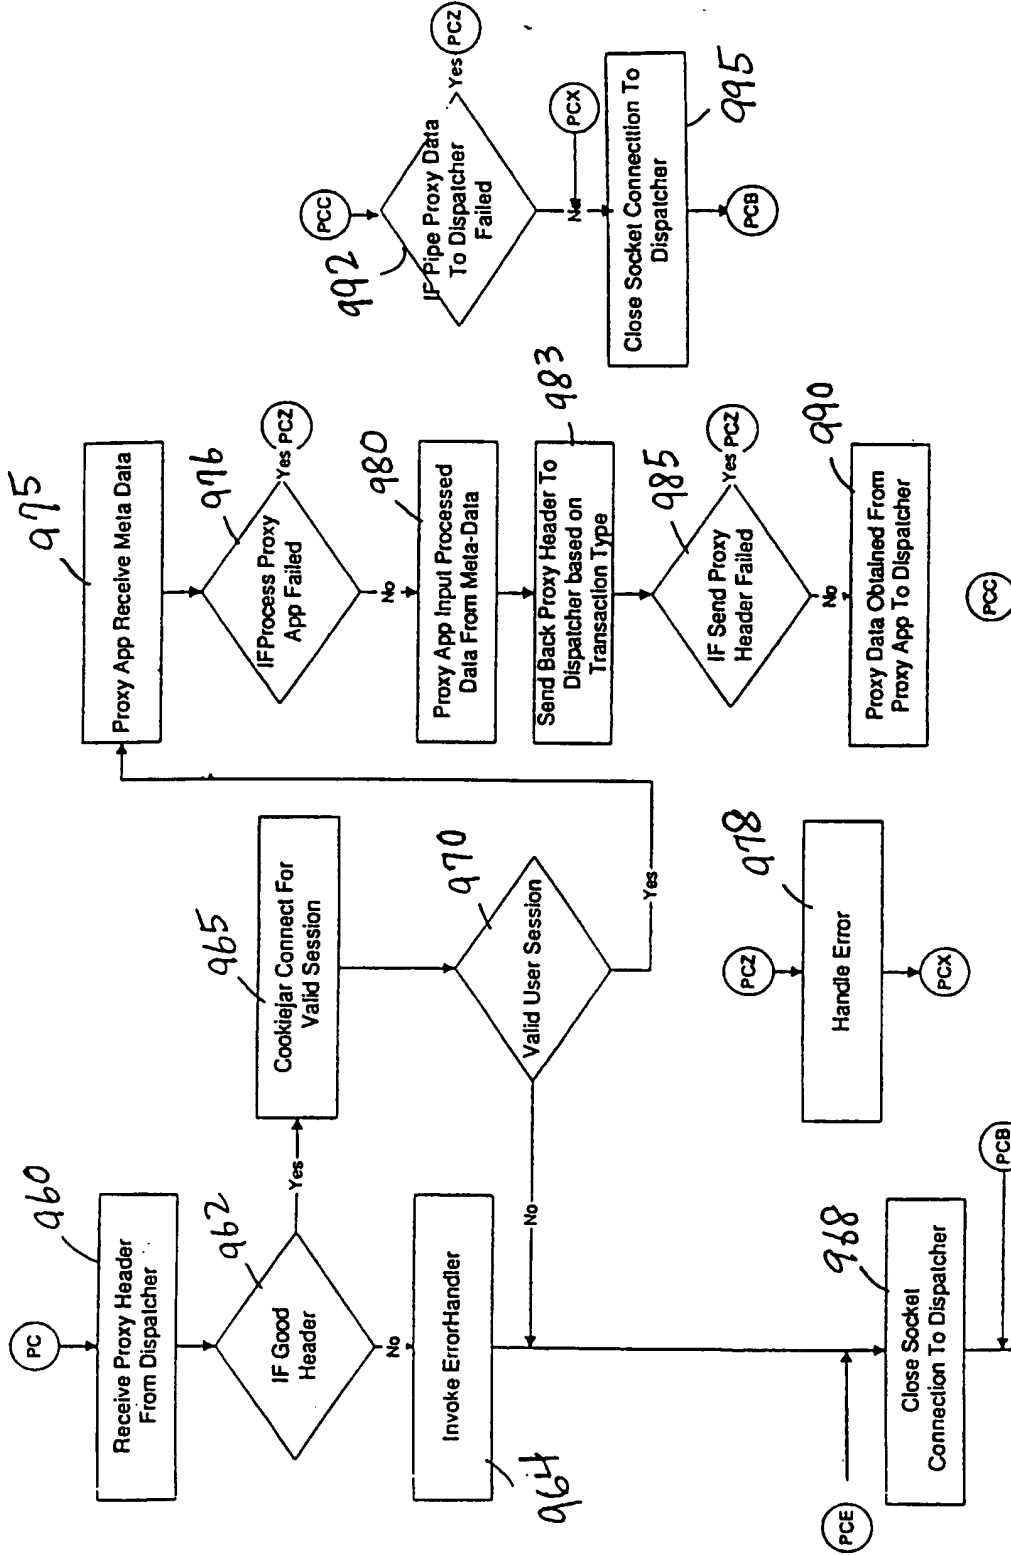 PC
960
Receive Proxy Header
From Dispatcher
962
IF Good
Header
Yes
No
Invoke ErrorHandler
964
965
Cookiejar Connect For
Valid Session
970
Valid User Session
No
Yes
PCE
968
Close Socket
Connection To Dispatcher
PCB
975
Proxy App Receive Meta Data
976
IFProcess Proxy
App Failed
Yes
PCZ
No
980
Proxy App Input Processed
Data From Meta-Data
983
Send Back Proxy Header To
Dispatcher based on
Transaction Type
985
IF Send Proxy
Header Failed
Yes
PCZ
No
990
Proxy Data Obtained From
Proxy App To Dispatcher
PCC
PCZ
978
Handle Error
PCX
PCC
992
IF Pipe Proxy Data
To Dispatcher
Failed
Yes
PCZ
No
PCX
Close Socket Connecttion To
Dispatcher
995
PCB